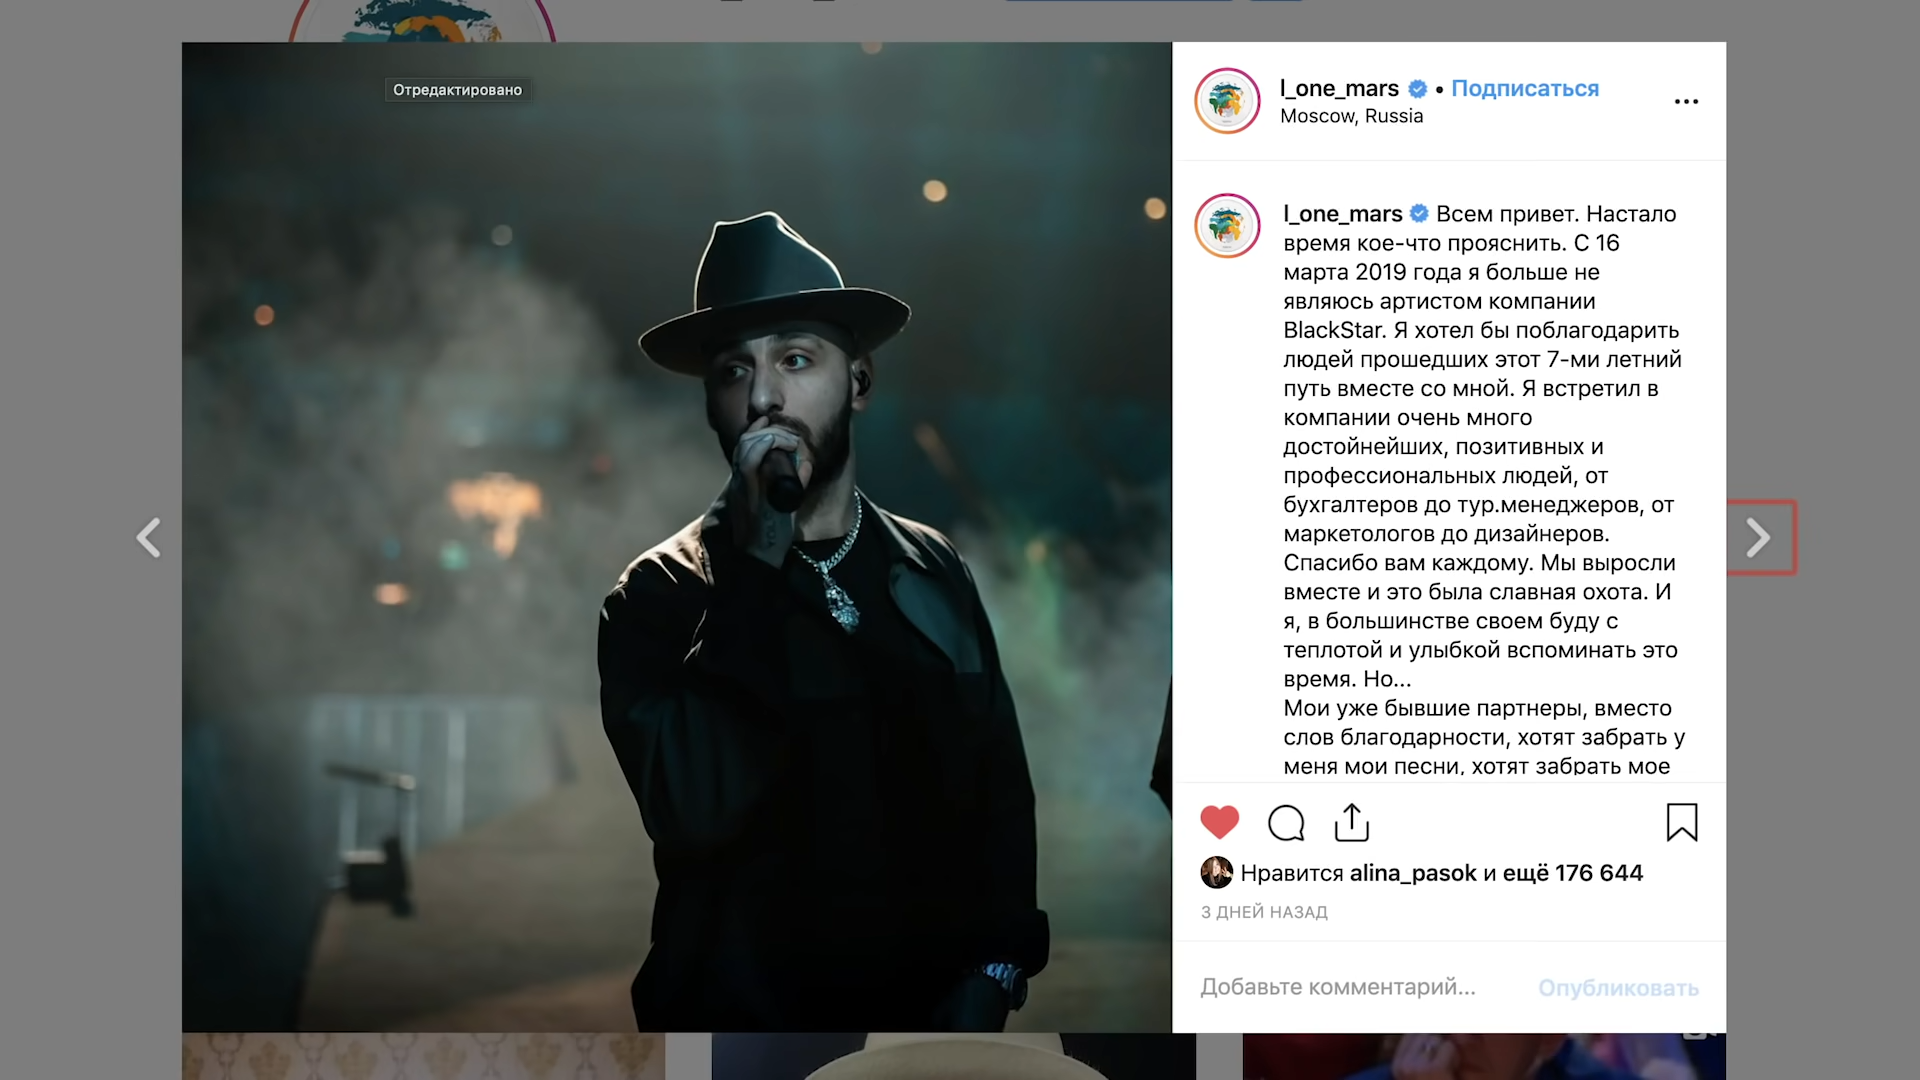 Отредактировано
l_one_mars • Подписаться
Moscow, Russia
l_one_mars Всем привет. Настало
время кое-что прояснить. С 16
марта 2019 года я больше не
являюсь артистом компании
BlackStar. Я хотел бы поблагодарить
людей прошедших этот 7-ми летний
путь вместе со мной. Я встретил в
компании очень много
достойнейших, позитивных и
профессиональных людей, от
бухгалтеров до тур.менеджеров, от
маркетологов до дизайнеров.
Спасибо вам каждому. Мы выросли
вместе и это была славная охота. И
я, в большинстве своем буду с
теплотой и улыбкой вспоминать это
время. Но...
Мои уже бывшие партнеры, вместо
слов благодарности, хотят забрать у
меня мои песни, хотят забрать мое
Нравится alina_pasok и ещё 176 644
3 ДНЕЙ НАЗАД
Добавьте комментарий... Опубликовать